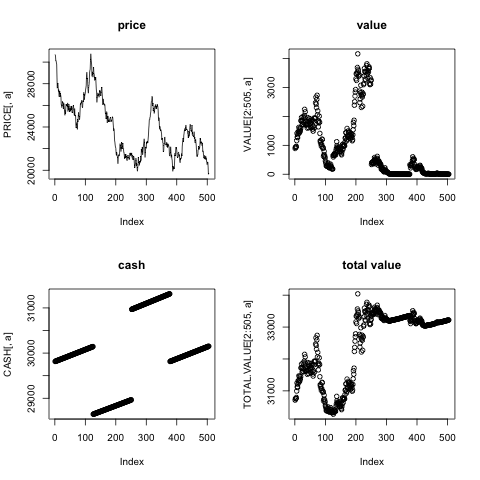 price
PRICE[, a]
20000 24000 28000
0 100 200 300 400 500
Index
value
VALUE[2:505, a]
0 1000 3000
0 100 200 300 400 500
Index
cash
CASH[, a]
29000 30000 31000
0 100 200 300 400 500
Index
total value
TOTAL.VALUE[2:505, a]
31000 33000
0 100 200 300 400 500
Index